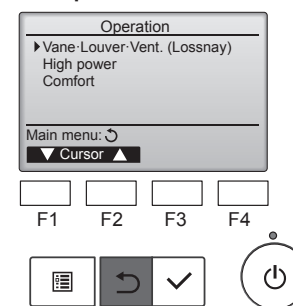 Operation
Vane·Louver·Vent. (Lossnay)
High power
Comfort
Main menu:
Cursor
F1 F2 F3 F4